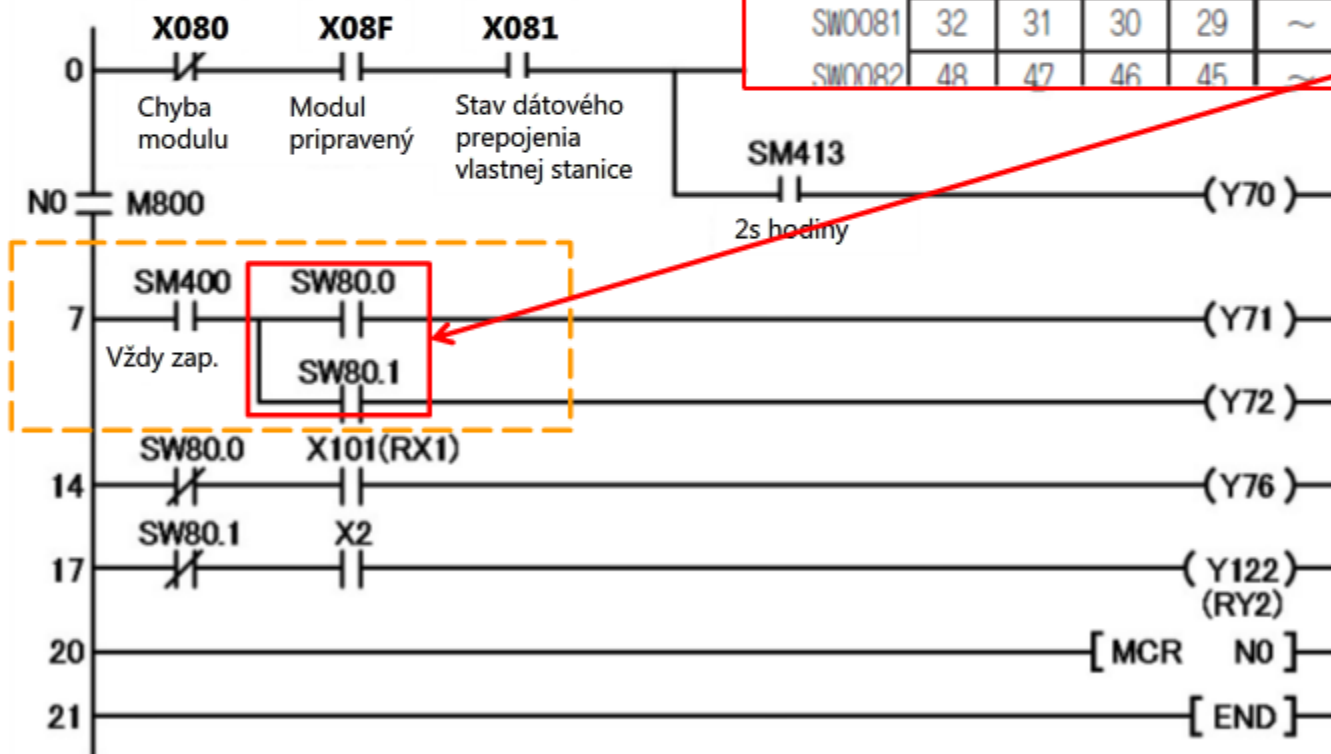 SW0081 32 31 30 29 ~
SW0082 48 47 46 45 ~
X080 X08F X081
0
Chyba
modulu
Modul
pripravený
Stav dátového
prepojenia
vlastnej stanice
SM413
(Y70)
2s hodiny
N0 M800
SM400 SW80.0
7 (Y71)
Vždy zap.
SW80.1
(Y72)
SW80.0 X101(RX1)
14 (Y76)
SW80.1 X2
17 (Y122)
(RY2)
20 [MCR N0]
21 [END]